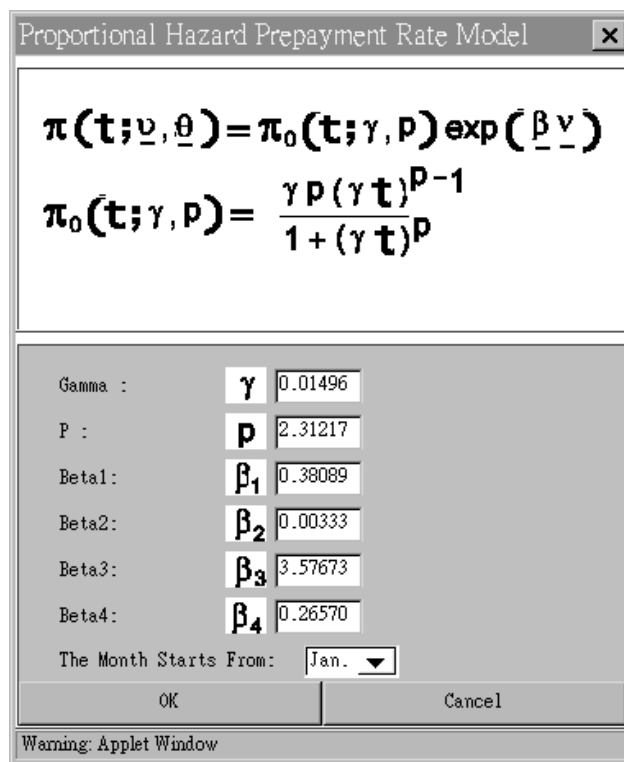 Proportional Hazard Prepayment Rate Model
π(t;υ,θ)=π₀(t;γ,p)exp(βν)
π₀(t;γ,p)= γp(γt)^p-1 / 1+(γt)^p
Gamma : γ 0.01496
P : p 2.31217
Beta1: β₁ 0.38089
Beta2: β₂ 0.00333
Beta3: β₃ 3.57673
Beta4: β₄ 0.26570
The Month Starts From: Jan.
OK Cancel
Warning: Applet Window